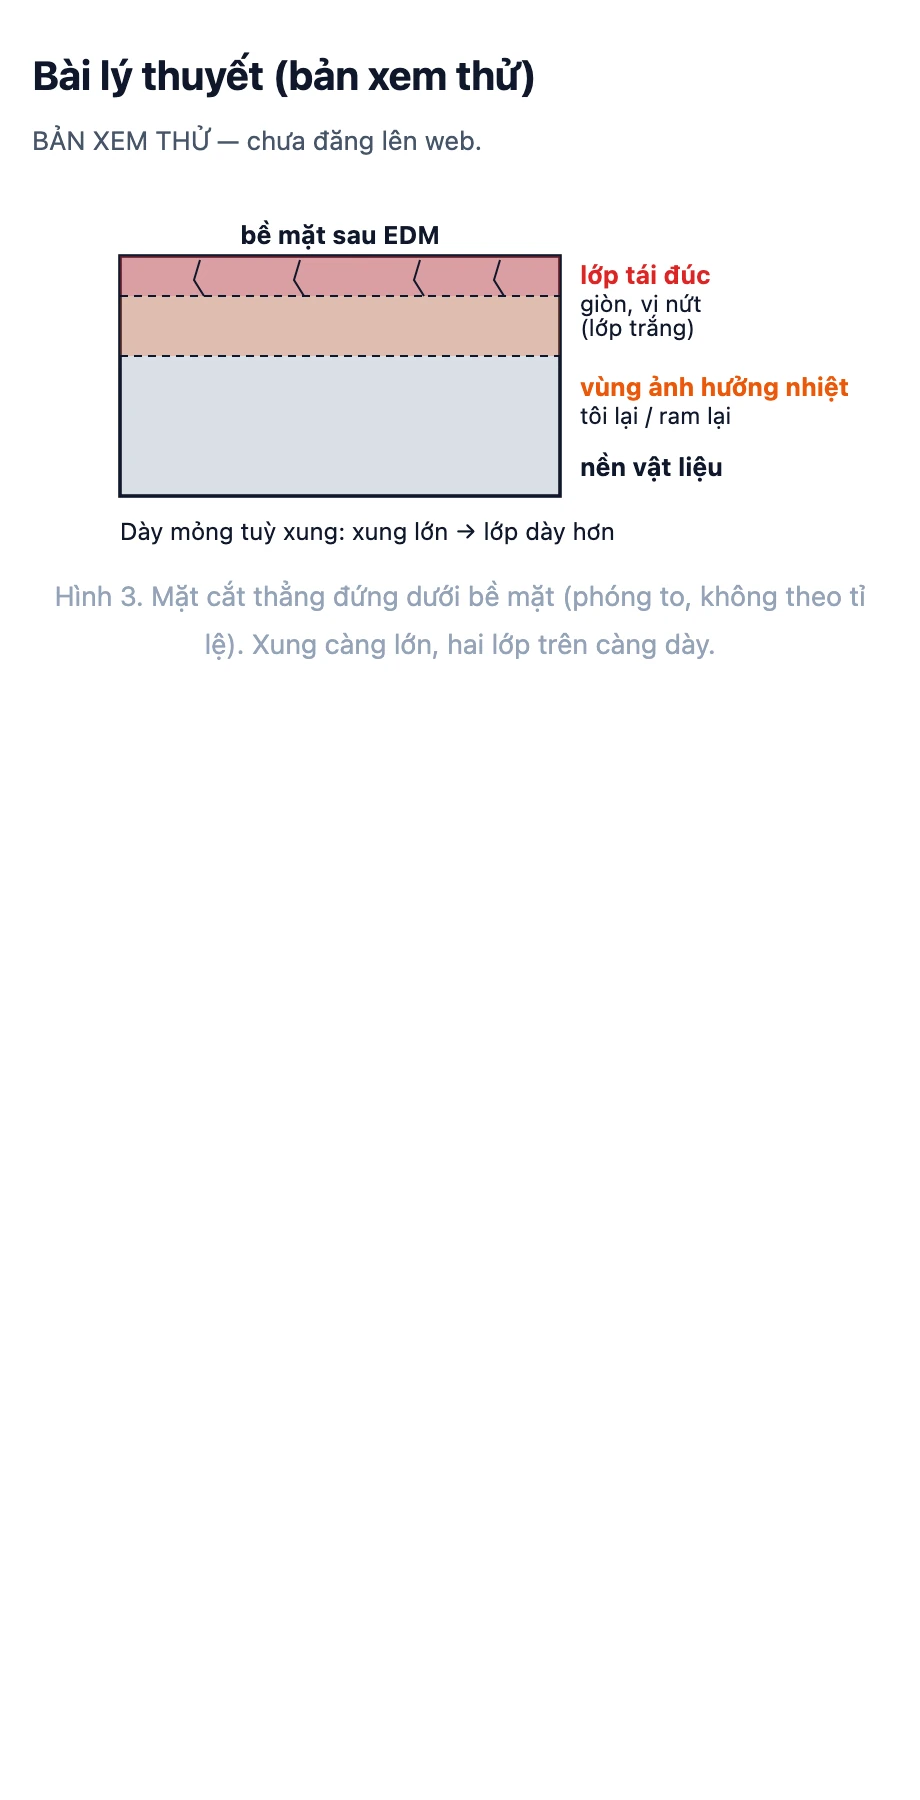 Bài lý thuyết (bản xem thử)
BẢN XEM THỬ — chưa đăng lên web.
bề mặt sau EDM
lớp tái đúc
giòn, vị nứt
(lớp trắng)
vùng ảnh hưởng nhiệt
tôi lại / ram lại
nền vật liệu
Dày mỏng tuỳ xung: xung lớn → lớp dày hơn
Hình 3. Mặt cắt thẳng đứng dưới bề mặt (phóng to, không theo tỉ
lệ). Xung càng lớn, hai lớp trên càng dày.